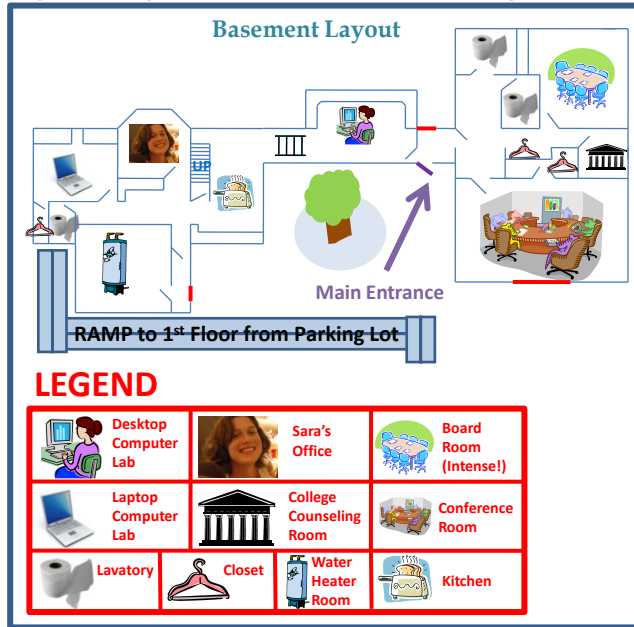 Basement Layout
UP
Main Entrance
RAMP to 1st Floor from Parking Lot
LEGEND
Desktop
Computer
Lab
Sara's
Office
Board
Room
(Intense!)
Laptop
Computer
Lab
College
Counseling
Room
Conference
Room
Lavatory
Closet
Water
Heater
Room
Kitchen